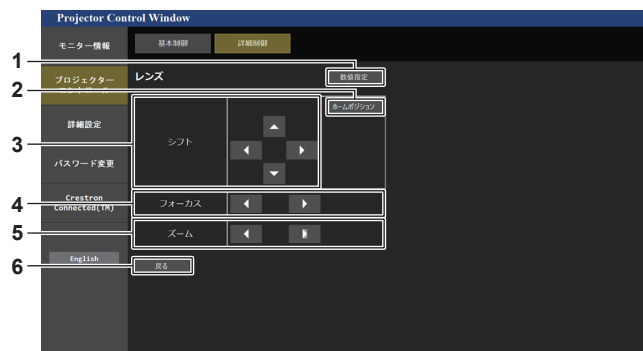 Projector Control Window
モニター情報
基本制御
詳細制御
1
プロジェクター
レンズ
数値指定
2
ホームポジション
詳細設定
シフト
3
パスワード変更
Crestron
Connected(TM)
4
フォーカス
5
ズーム
English
6
戻る